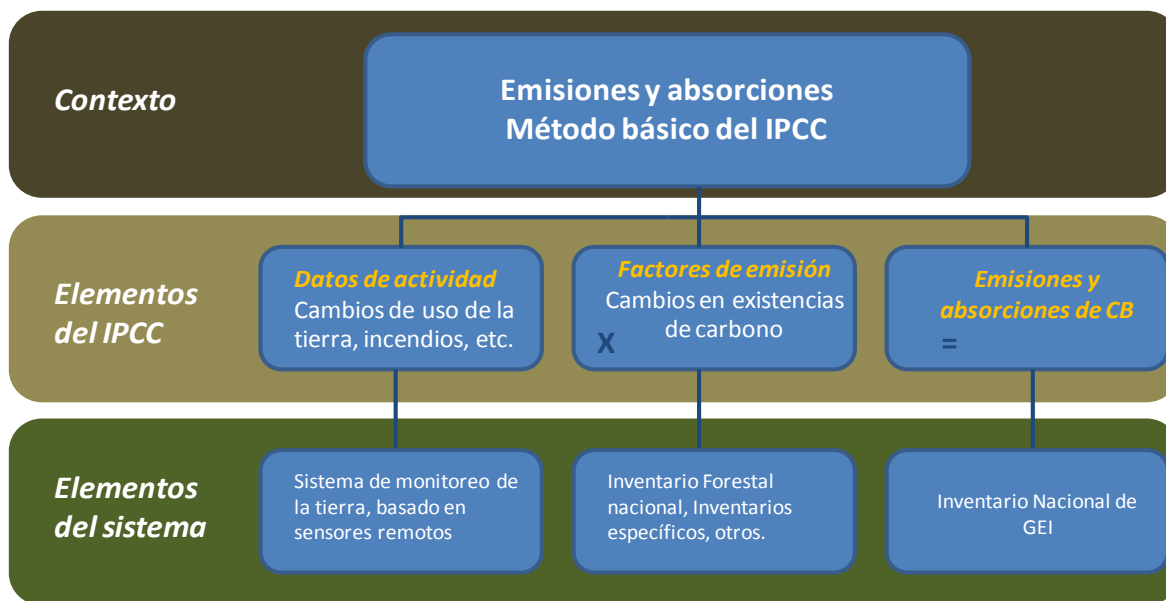 Contexto
Emisiones y absorciones
Método básico del IPCC
Elementos
del IPCC
Datos de actividad
Cambios de uso de la
tierra, incendios, etc.
Factores de emisión
Cambios en existencias
de carbono
X
Emisiones y
absorciones de CB
=
Elementos
del sistema
Sistema de monitoreo de
la tierra, basado en
sensores remotos
Inventario Forestal
nacional, Inventarios
específicos, otros.
Inventario Nacional de
GEI